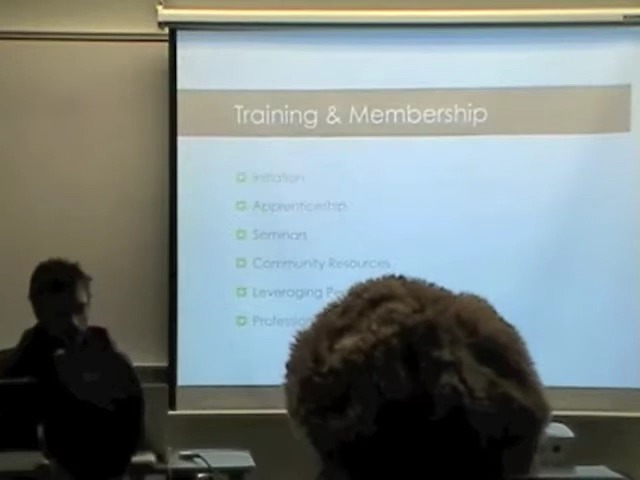 Training & Membership
Initiation
Apprenticeship
Seminars
Community Resources
Leveraging